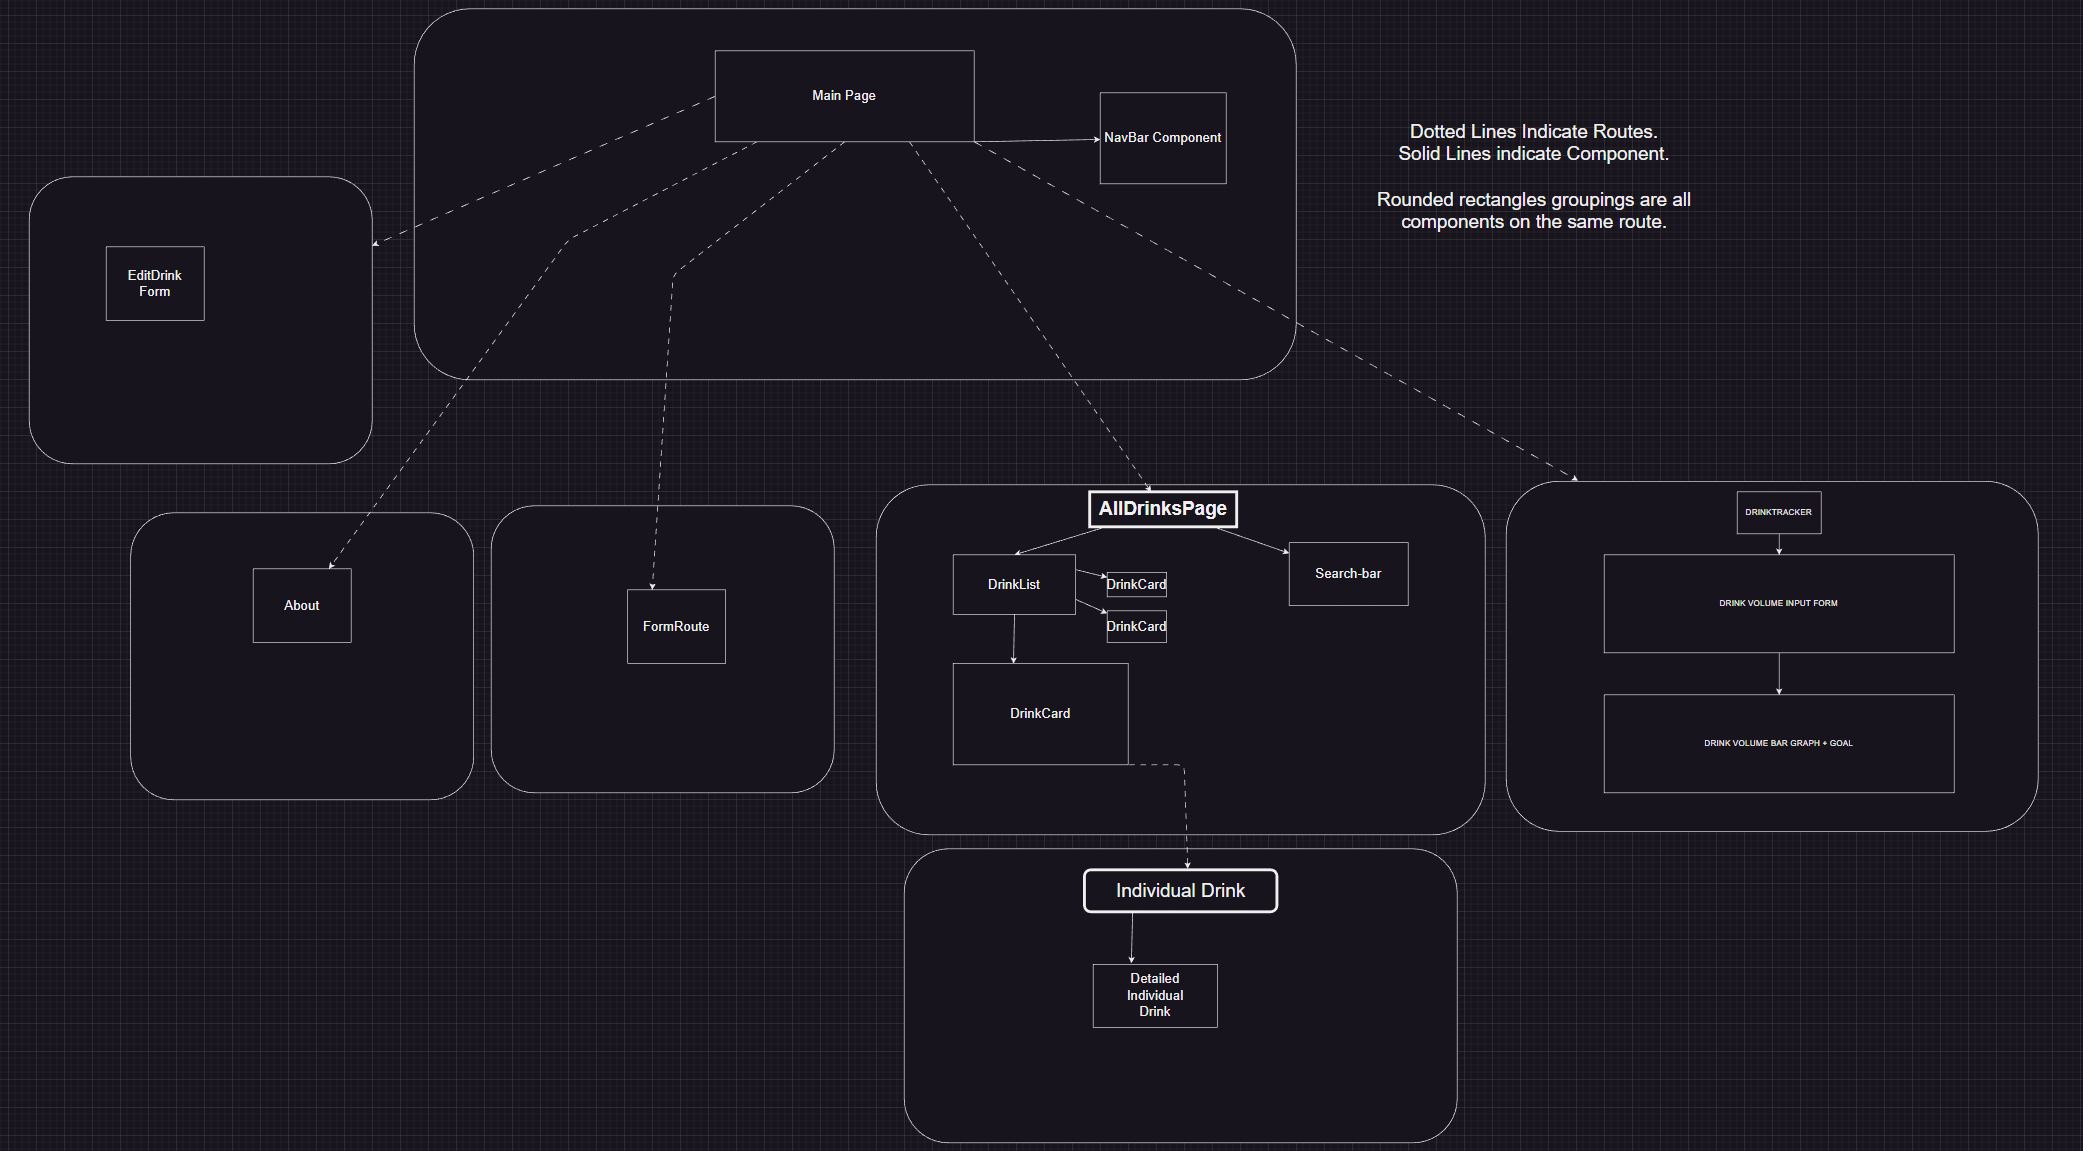 Main Page
NavBar Component
Dotted Lines Indicate Routes.
Solid Lines indicate Component.
Rounded rectangles groupings are all
components on the same route.
EditDrink
Form
About
FormRoute
AllDrinksPage
DrinkList
DrinkCard
DrinkCard
Search-bar
DrinkCard
DRINKTRACKER
DRINK VOLUME INPUT FORM
DRINK VOLUME BAR GRAPH + GOAL
Individual Drink
Detailed
Individual
Drink